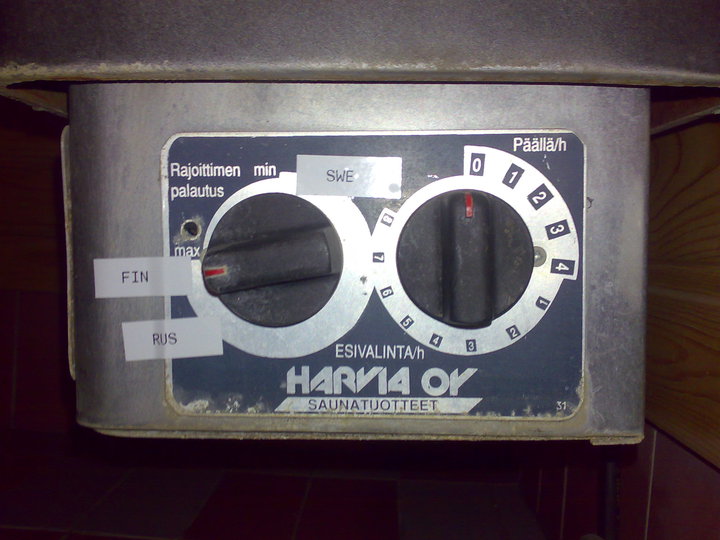 Päällä/h
Rajoittimen min
palautus
SWE
0
1
2
3
4
max
FIN
RUS
8
7
6
5
4
3
2
1
ESIVALINTA/h
HARVIA OY
SAUNATUOTTEET
31